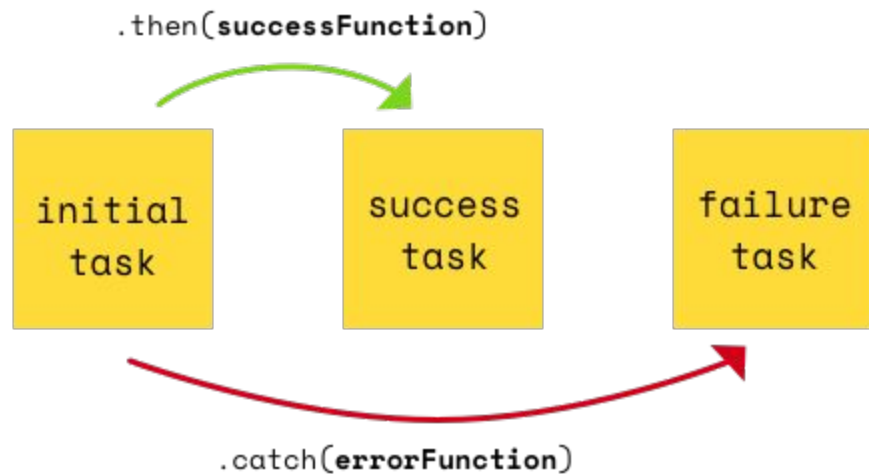 .then(successFunction)
initial
task
success
task
failure
task
.catch(errorFunction)